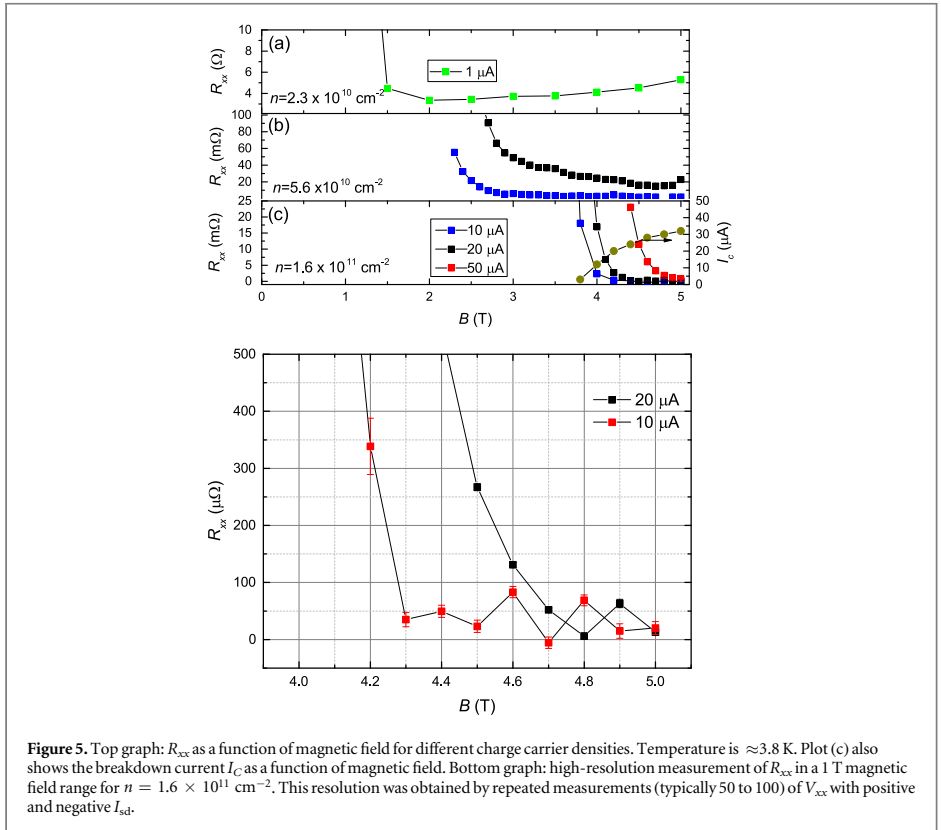 (a)
10
8
6
4
R_xx (Ω)
1 μA
n=2.3 x 10^10 cm^-2
(b)
100
80
60
40
20
R_xx (mΩ)
n=5.6 x10^10 cm^-2
(c)
25
20
15
10
5
0
R_xx (mΩ)
n=1.6 x 10^11 cm^-2
10 μA
20 μA
50 μA
50
40
30
20
10
0
I_c (μA)
0 1 2 3 4 5
B (T)
500
400
300
200
100
0
R_xx (μΩ)
20 μA
10 μA
4.0 4.2 4.4 4.6 4.8 5.0
B (T)
Figure 5. Top graph: R_xx as a function of magnetic field for different charge carrier densities. Temperature is ≈3.8 K. Plot (c) also
shows the breakdown current I_C as a function of magnetic field. Bottom graph: high-resolution measurement of R_xx in a 1 T magnetic
field range for n = 1.6 × 10^11 cm^−2. This resolution was obtained by repeated measurements (typically 50 to 100) of V_xx with positive
and negative I_sd.